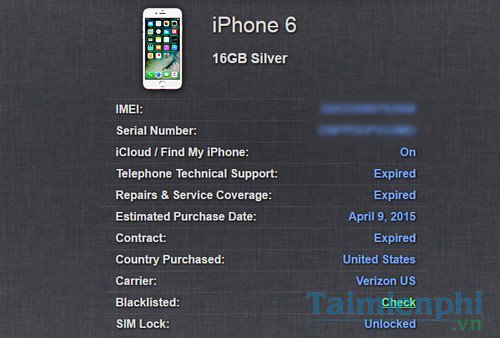 iPhone 6
16GB Silver
IMEI:
Serial Number:
iCloud / Find My iPhone: On
Telephone Technical Support: Expired
Repairs & Service Coverage: Expired
Estimated Purchase Date: April 9, 2015
Contract: Expired
Country Purchased: United States
Carrier: Verizon US
Blacklisted: Check
SIM Lock: Unlocked
Taimienphi
.vn